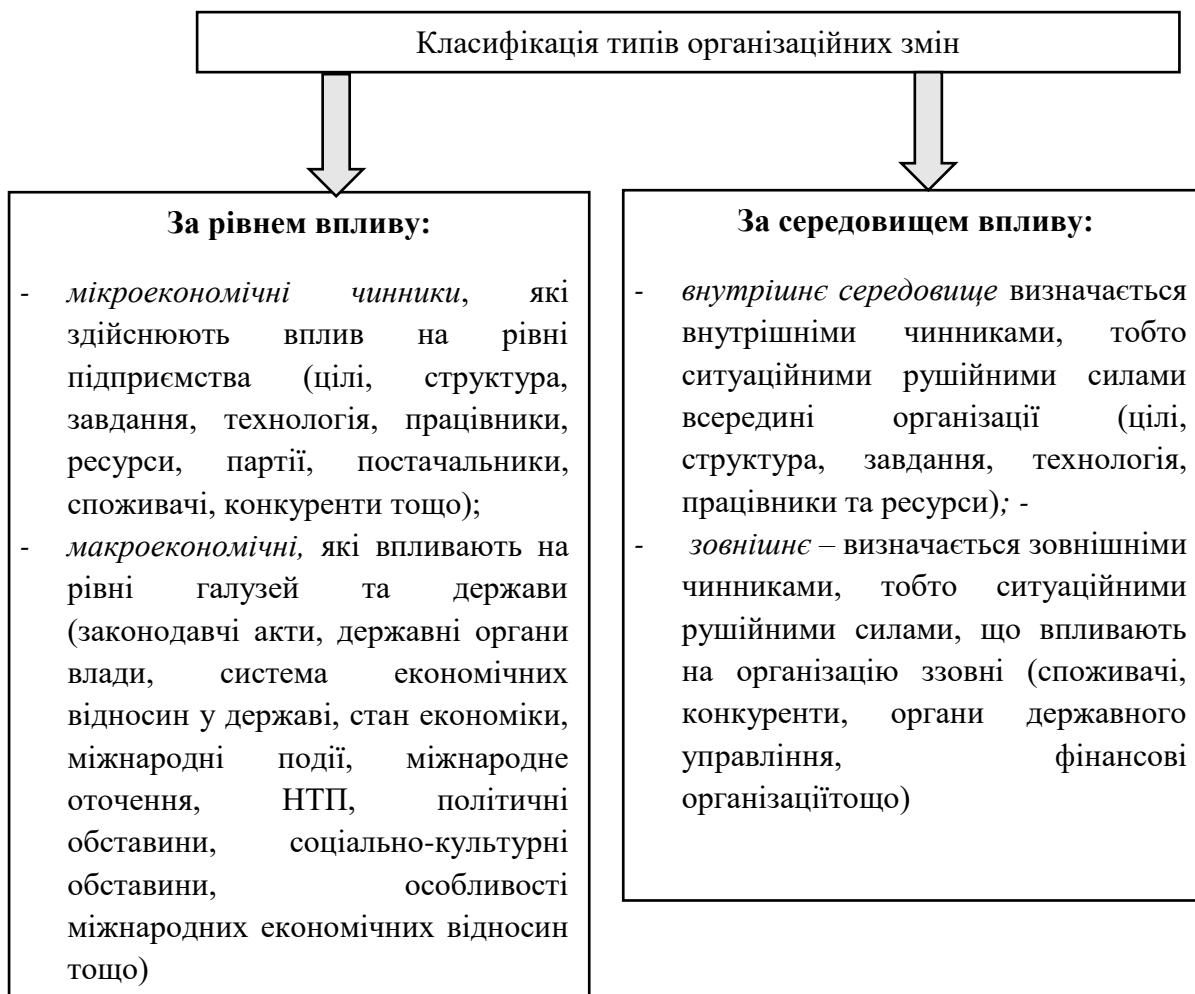 Класифікація типів організаційних змін
За рівнем впливу:
- мікроекономічні чинники, які
здійснюють вплив на рівні
підприємства (цілі, структура,
завдання, технологія, працівники,
ресурси, партії, постачальники,
споживачі, конкуренти тощо);
- макроекономічні, які впливають на
рівні галузей та держави
(законодавчі акти, державні органи
влади, система економічних
відносин у державі, стан економіки,
міжнародні події, міжнародне
оточення, НТП, політичні
обставини, соціально-культурні
обставини, особливості
міжнародних економічних відносин
тощо)
За середовищем впливу:
- внутрішнє середовище визначається
внутрішніми чинниками, тобто
ситуаційними рушійними силами
всередині організації (цілі,
структура, завдання, технологія,
працівники та ресурси); -
- зовнішнє – визначається зовнішніми
чинниками, тобто ситуаційними
рушійними силами, що впливають
на організацію ззовні (споживачі,
конкуренти, органи державного
управління, фінансові
організаціїтощо)